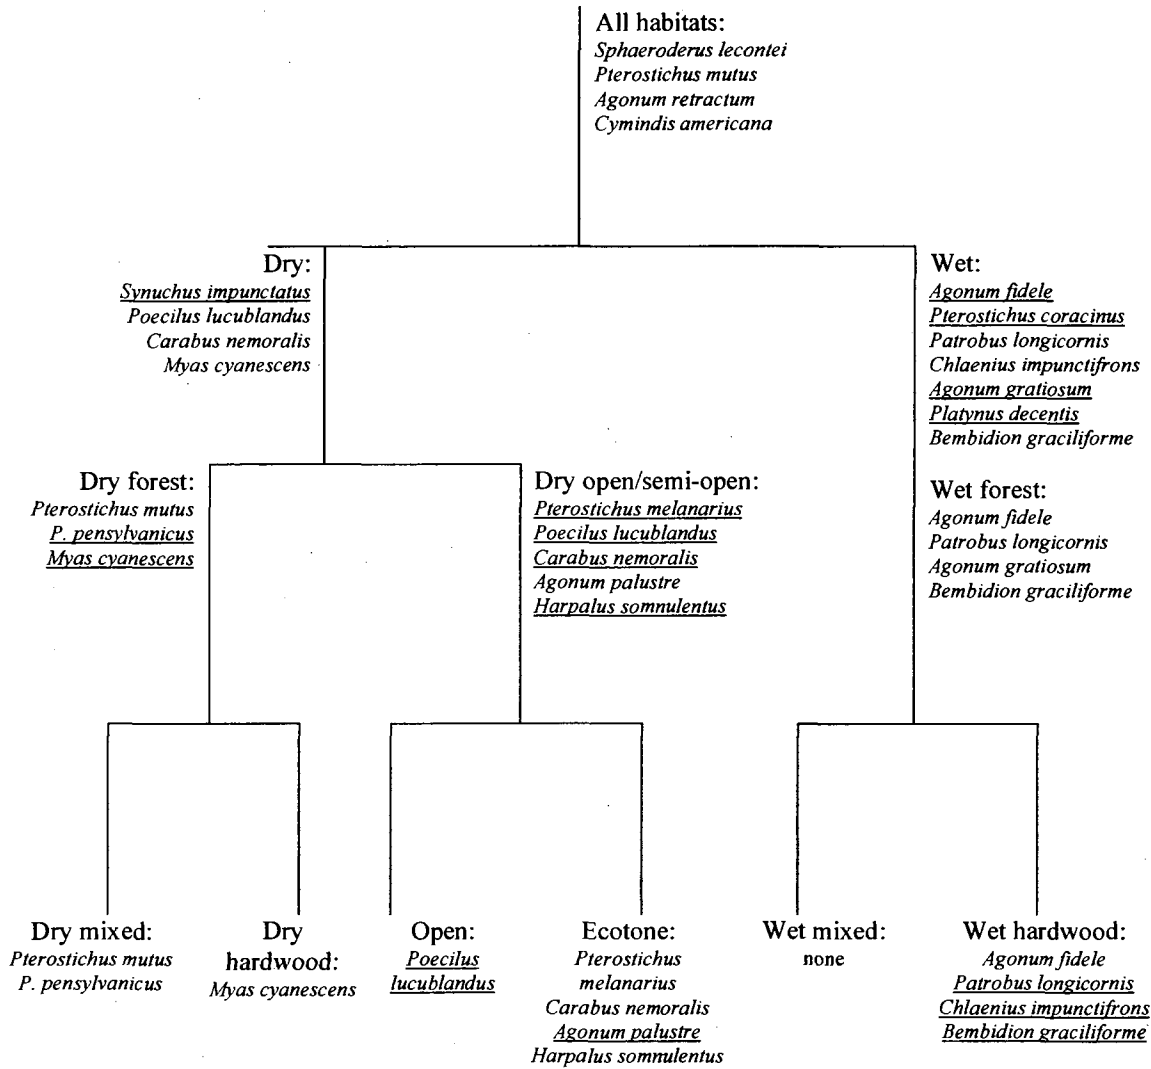 All habitats:
Sphaeroderus lecontei
Pterostichus mutus
Agonum retractum
Cymindis americana
Dry:
Synuchus impunctatus
Poecilus lucublandus
Carabus nemoralis
Myas cyanescens
Wet:
Agonum fidele
Pterostichus coracinus
Patrobus longicornis
Chlaenius impunctifrons
Agonum gratiosum
Platynus decentis
Bembidion graciliforme
Dry forest:
Pterostichus mutus
P. pensylvanicus
Myas cyanescens
Dry open/semi-open:
Pterostichus melanarius
Poecilus lucublandus
Carabus nemoralis
Agonum palustre
Harpalus somnulentus
Wet forest:
Agonum fidele
Patrobus longicornis
Agonum gratiosum
Bembidion graciliforme
Dry mixed:
Pterostichus mutus
P. pensylvanicus
Dry
hardwood:
Myas cyanescens
Open:
Poecilus
lucublandus
Ecotone:
Pterostichus
melanarius
Carabus nemoralis
Agonum palustre
Harpalus somnulentus
Wet mixed:
none
Wet hardwood:
Agonum fidele
Patrobus longicornis
Chlaenius impunctifrons
Bembidion graciliforme